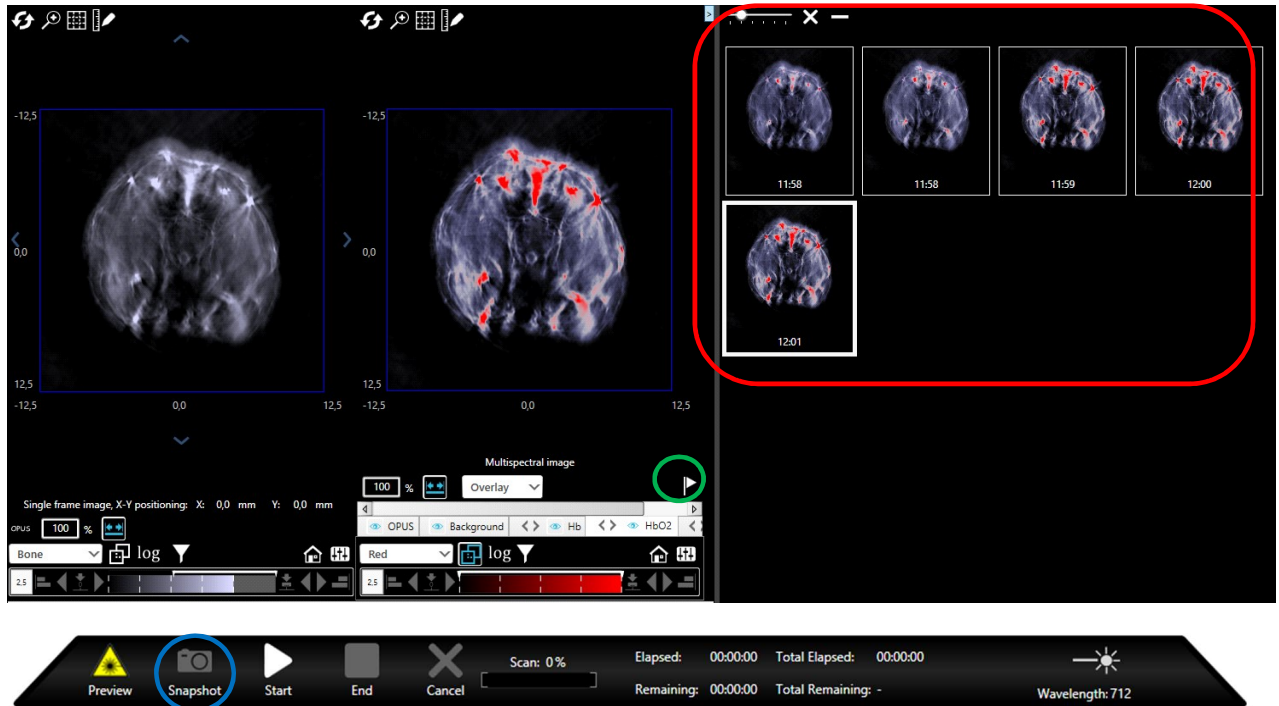 -12,5
0,0
12,5
-12,5 0,0 12,5
Single frame image, X-Y positioning: X: 0,0 mm Y: 0,0 mm
OPUS 100 %
Bone log
2.5
-12,5
0,0
12,5
-12,5 0,0 12,5
Multispectral image
100 % Overlay
OPUS Background Hb HbO2
Red log
2.5
11:58 11:58 11:59 12:00
12:01
Preview Snapshot Start End Cancel
Scan: 0%
Elapsed: 00:00:00 Total Elapsed: 00:00:00
Remaining: 00:00:00 Total Remaining: -
Wavelength: 712